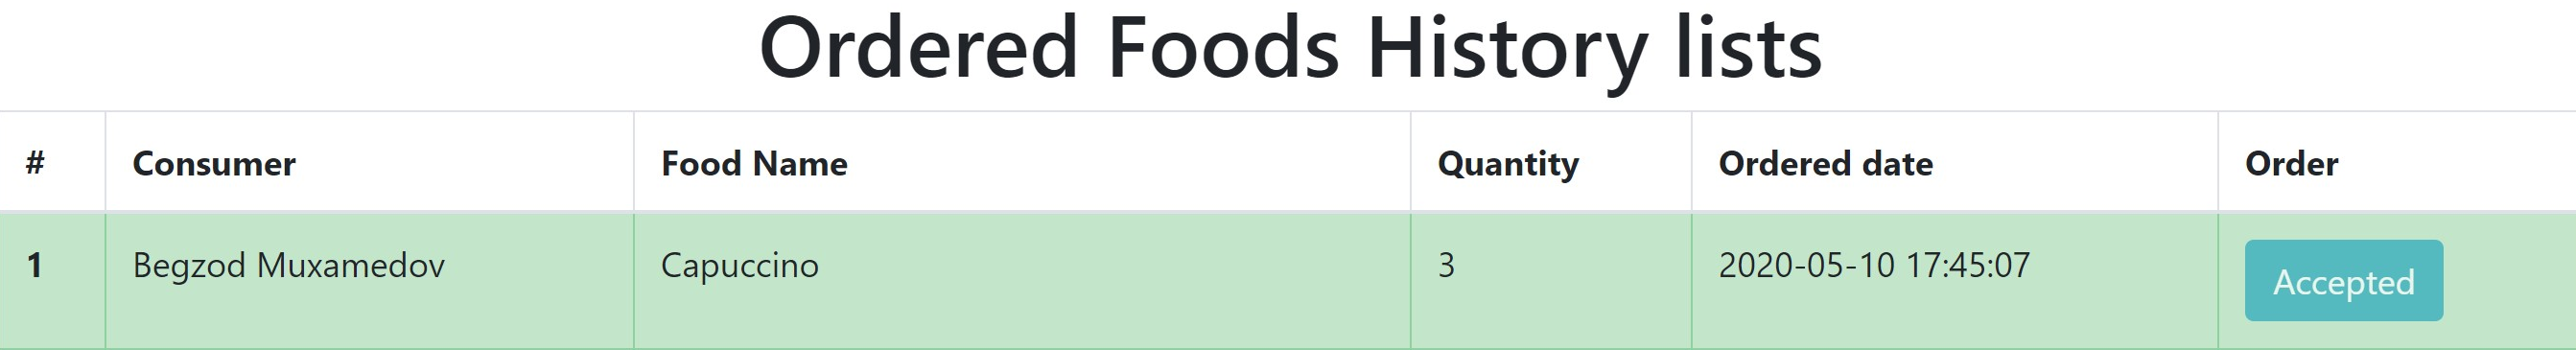 Ordered Foods History lists
# Consumer Food Name Quantity Ordered date Order
1 Begzod Muxamedov Capuccino 3 2020-05-10 17:45:07 Accepted